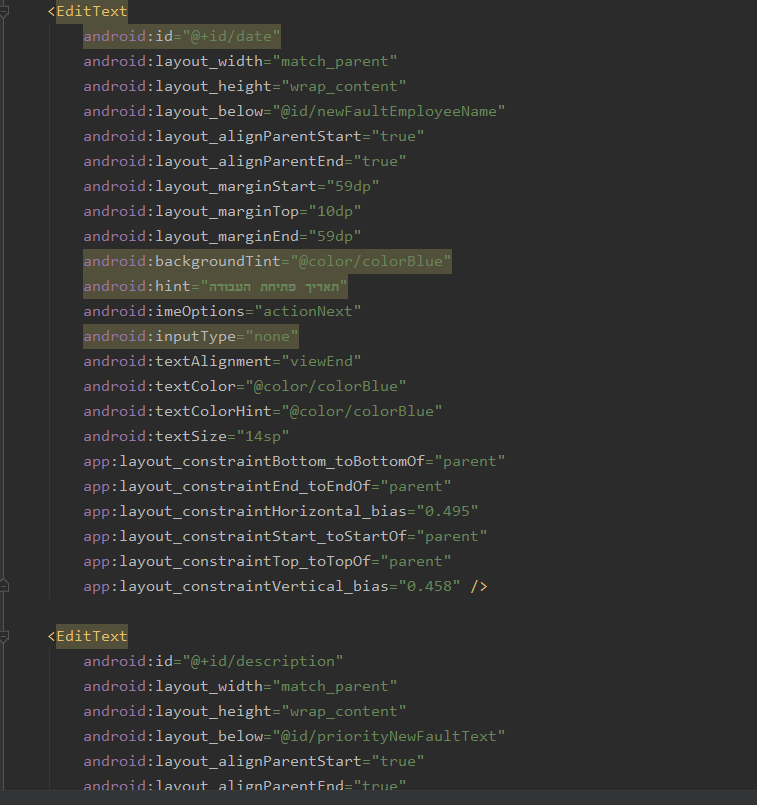 <EditText
android:id="@+id/date"
android:layout_width="match_parent"
android:layout_height="wrap_content"
android:layout_below="@id/newFaultEmployeeName"
android:layout_alignParentStart="true"
android:layout_alignParentEnd="true"
android:layout_marginStart="59dp"
android:layout_marginTop="10dp"
android:layout_marginEnd="59dp"
android:backgroundTint="@color/colorBlue"
android:hint="תאריך פתיחת העבודה"
android:imeOptions="actionNext"
android:inputType="none"
android:textAlignment="viewEnd"
android:textColor="@color/colorBlue"
android:textColorHint="@color/colorBlue"
android:textSize="14sp"
app:layout_constraintBottom_toBottomOf="parent"
app:layout_constraintEnd_toEndOf="parent"
app:layout_constraintHorizontal_bias="0.495"
app:layout_constraintStart_toStartOf="parent"
app:layout_constraintTop_toTopOf="parent"
app:layout_constraintVertical_bias="0.458" />
<EditText
android:id="@+id/description"
android:layout_width="match_parent"
android:layout_height="wrap_content"
android:layout_below="@id/priorityNewFaultText"
android:layout_alignParentStart="true"
android:layout_alignParentEnd="true"